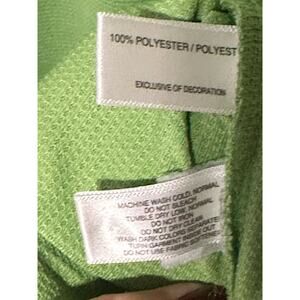 100% POLYESTER / POLYEST
EXCLUSIVE OF DECORATION
MACHINE WASH COLD, NORMAL
DO NOT BLEACH
TUMBLE DRY LOW, NORMAL
DO NOT IRON
DO NOT DRY CLEAN
WASH DARK COLORS SEPARATE
TURN GARMENT INSIDE OUT
DO NOT USE FABRIC SOFTENER